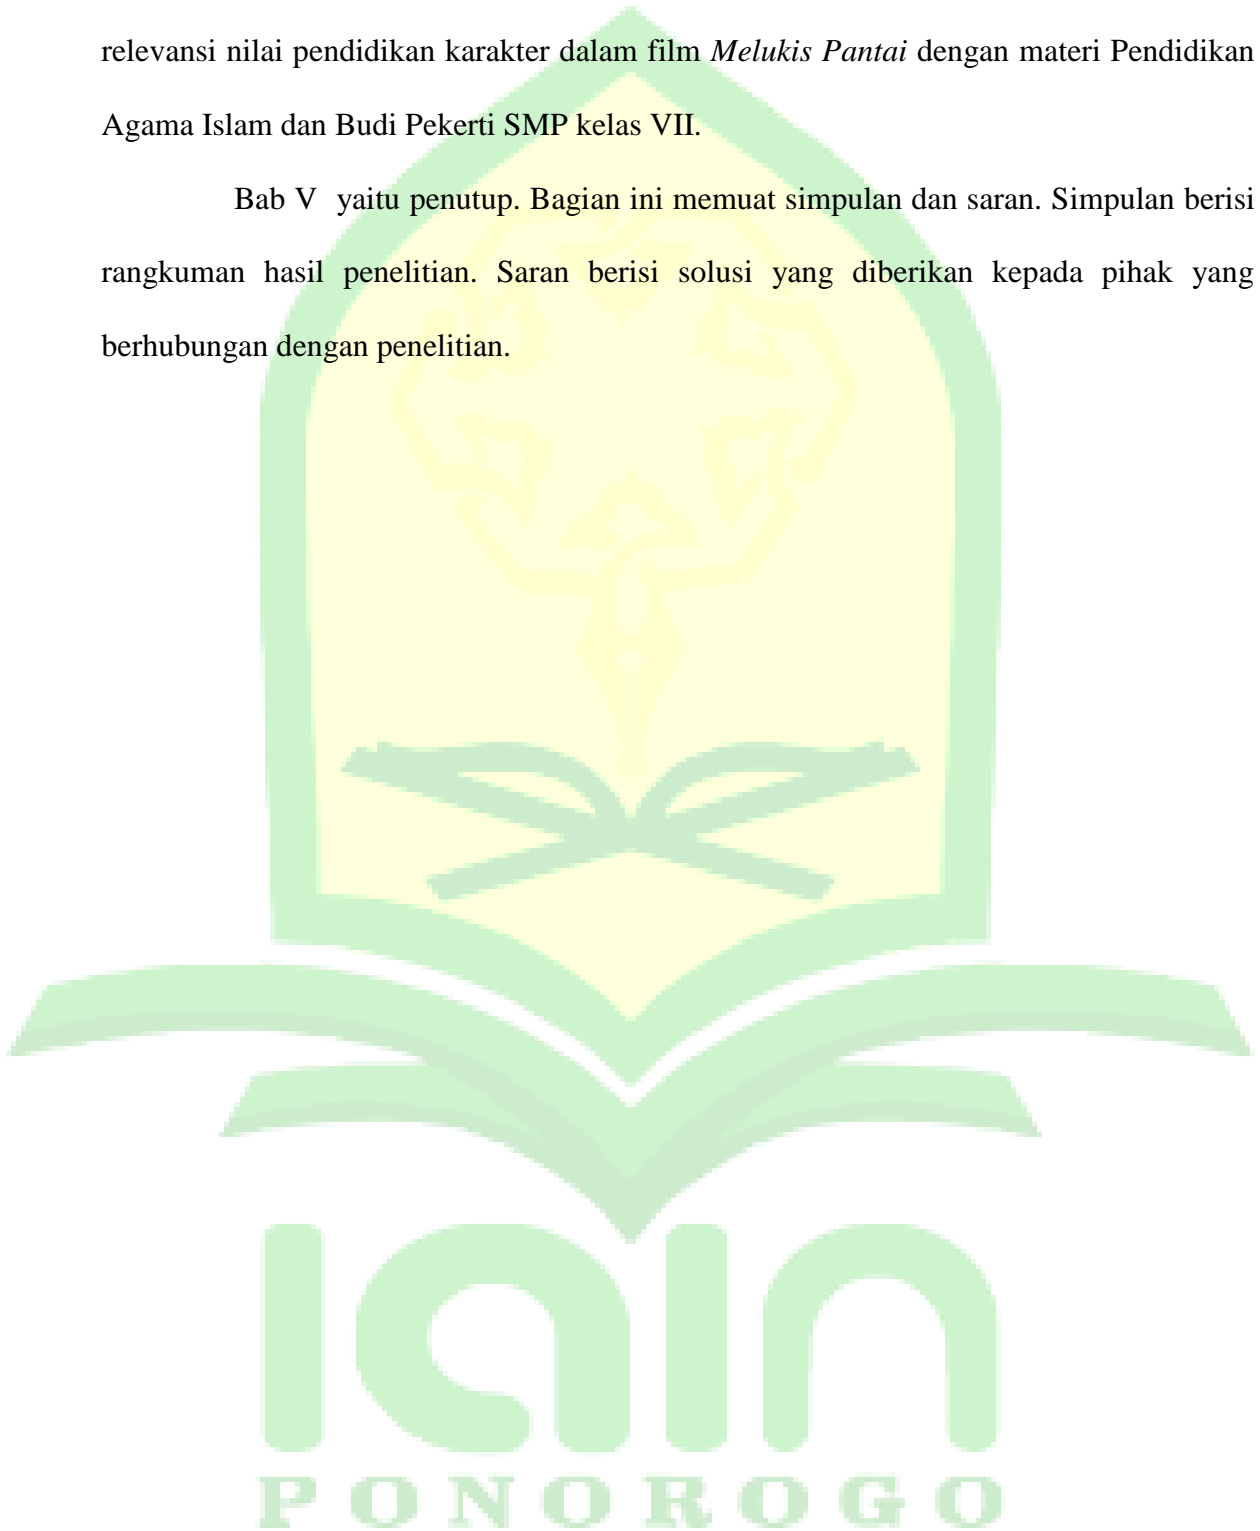 relevansi nilai pendidikan karakter dalam film Melukis Pantai dengan materi Pendidikan
Agama Islam dan Budi Pekerti SMP kelas VII.
Bab V yaitu penutup. Bagian ini memuat simpulan dan saran. Simpulan berisi
rangkuman hasil penelitian. Saran berisi solusi yang diberikan kepada pihak yang
berhubungan dengan penelitian.
IAIN
PONOROGO